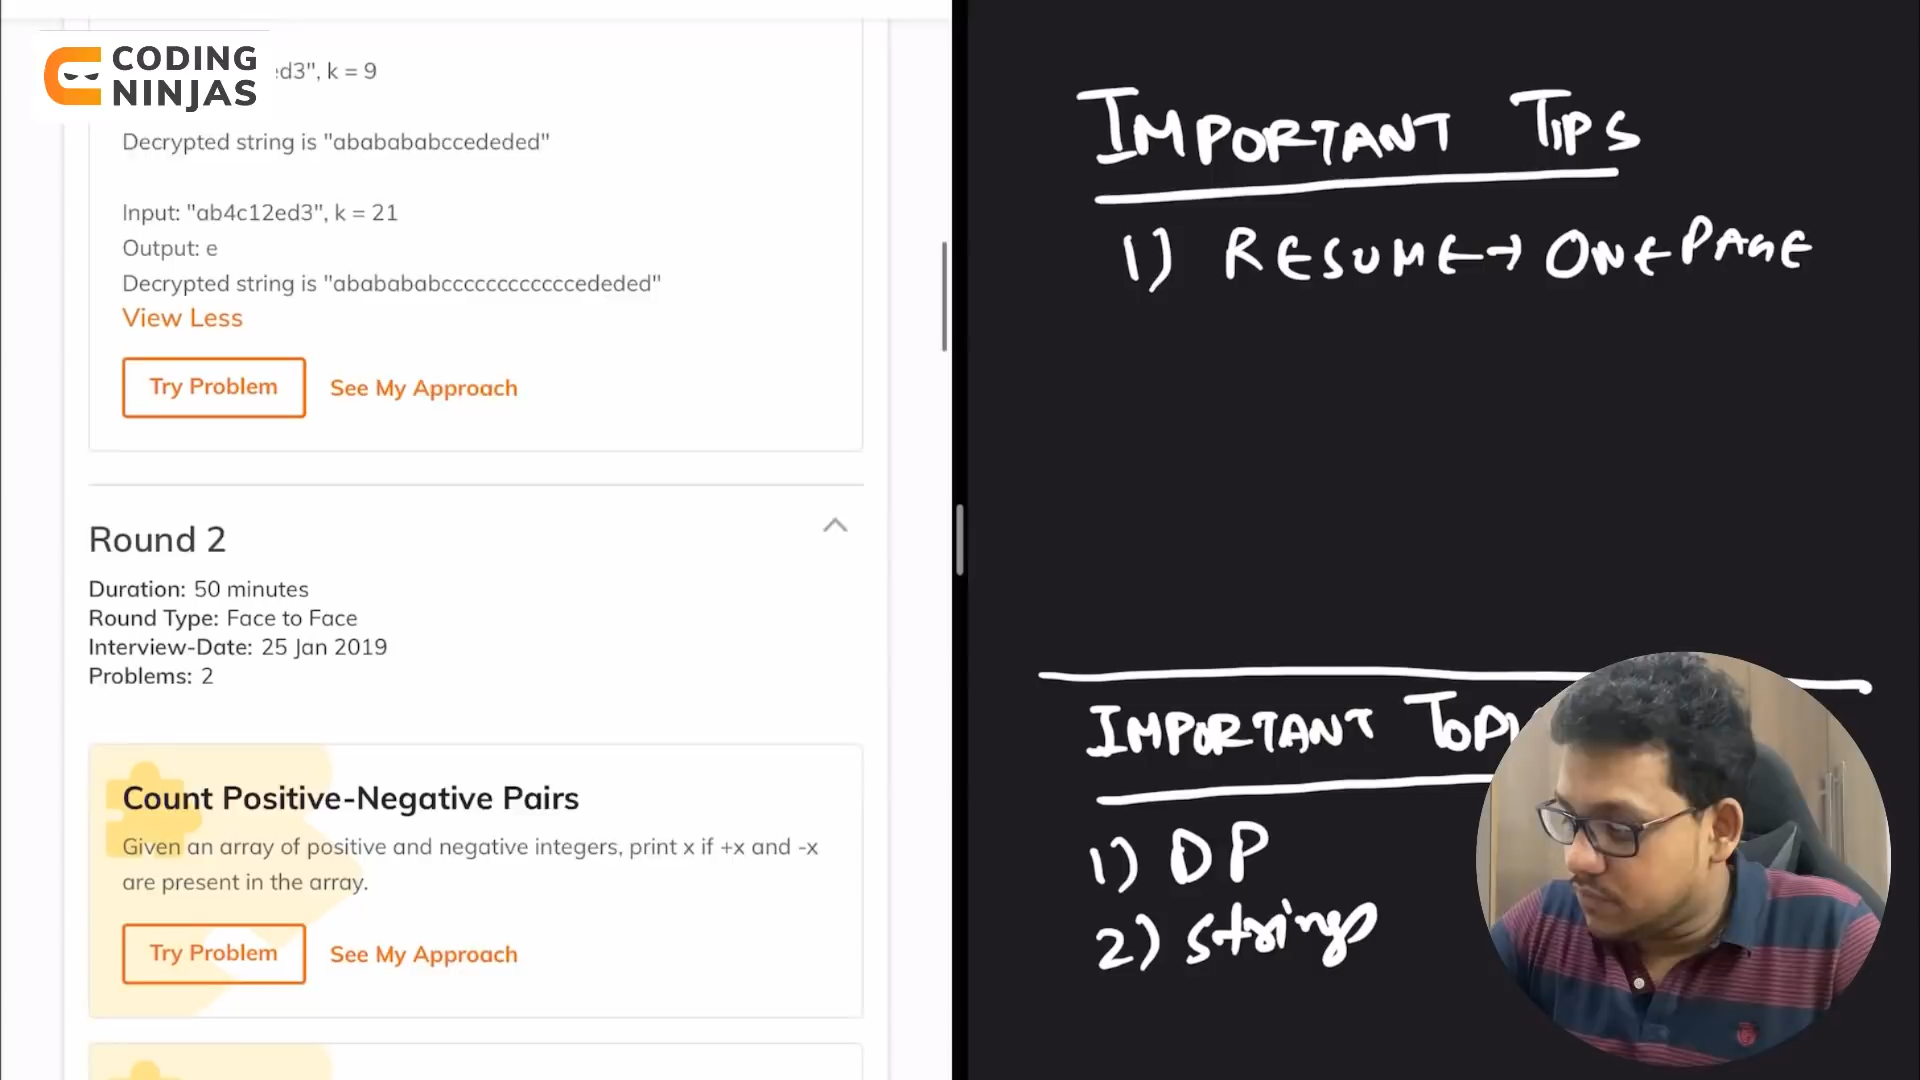 CODING
NINJAS
ed3", k = 9
Decrypted string is "ababababccededed"
Input: "ab4c12ed3", k = 21
Output: e
Decrypted string is "ababababccccccccccccededed"
View Less
Try Problem
See My Approach
Round 2
Duration: 50 minutes
Round Type: Face to Face
Interview-Date: 25 Jan 2019
Problems: 2
Count Positive-Negative Pairs
Given an array of positive and negative integers, print x if +x and -x
are present in the array.
Try Problem
See My Approach
IMPORTANT TIPS
1) RESUME → ONE PAGE
IMPORTANT
1) DP
2) Strings